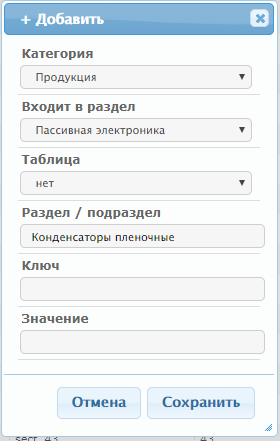 + Добавить
Категория
Продукция
Входит в раздел
Пассивная электроника
Таблица
нет
Раздел / подраздел
Конденсаторы пленочные
Ключ
Значение
Отмена Сохранить